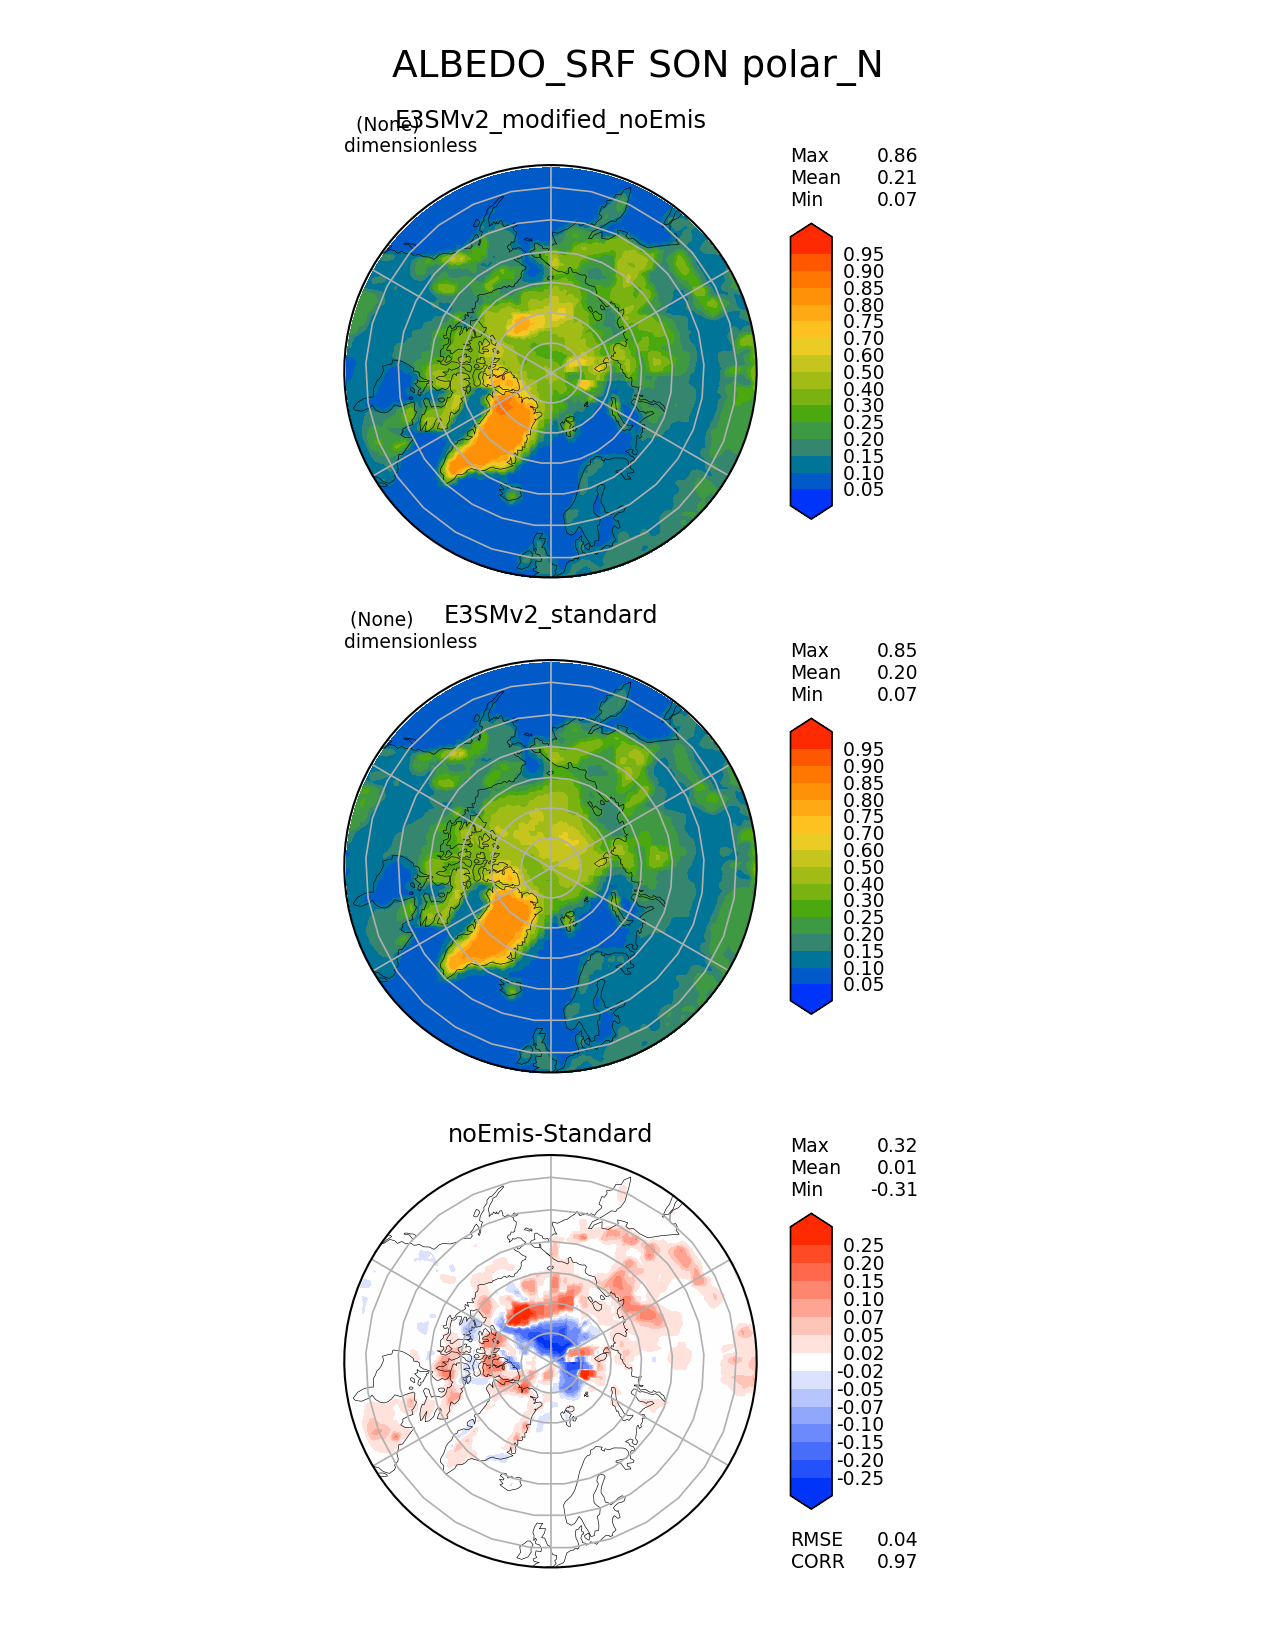 ALBEDO_SRF SON polar_N
E3SMv2_modified_noEmis
(None)
dimensionless
Max 0.86
Mean 0.21
Min 0.07
0.95
0.90
0.85
0.80
0.75
0.70
0.60
0.50
0.40
0.30
0.25
0.20
0.15
0.10
0.05
E3SMv2_standard
(None)
dimensionless
Max 0.85
Mean 0.20
Min 0.07
0.95
0.90
0.85
0.80
0.75
0.70
0.60
0.50
0.40
0.30
0.25
0.20
0.15
0.10
0.05
noEmis-Standard
Max 0.32
Mean 0.01
Min -0.31
0.25
0.20
0.15
0.10
0.07
0.05
0.02
-0.02
-0.05
-0.07
-0.10
-0.15
-0.20
-0.25
RMSE 0.04
CORR 0.97